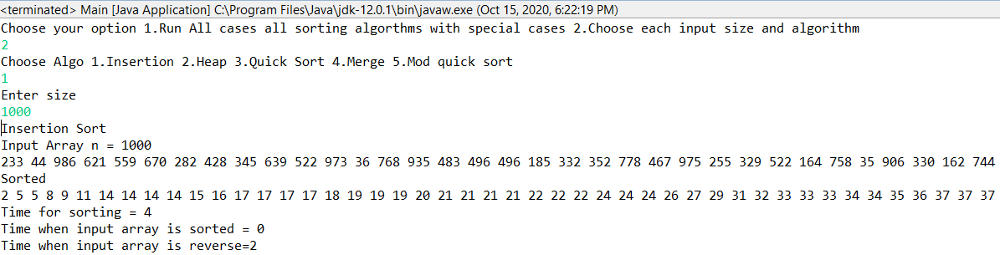 <terminated> Main [Java Application] C:\Program Files\Java\jdk-12.0.1\bin\javaw.exe (Oct 15, 2020, 6:22:19 PM)
Choose your option 1.Run All cases all sorting algorthms with special cases 2.Choose each input size and algorithm
2
Choose Algo 1.Insertion 2.Heap 3.Quick Sort 4.Merge 5.Mod quick sort
1
Enter size
1000
Insertion Sort
Input Array n = 1000
233 44 986 621 559 670 282 428 345 639 522 973 36 768 935 483 496 496 185 332 352 778 467 975 255 329 522 164 758 35 906 330 162 744
Sorted
2 5 5 8 9 11 14 14 14 14 15 16 17 17 17 17 18 19 19 19 20 21 21 21 21 22 22 22 24 24 24 26 27 29 31 32 33 33 33 34 34 35 36 37 37 37
Time for sorting = 4
Time when input array is sorted = 0
Time when input array is reverse=2